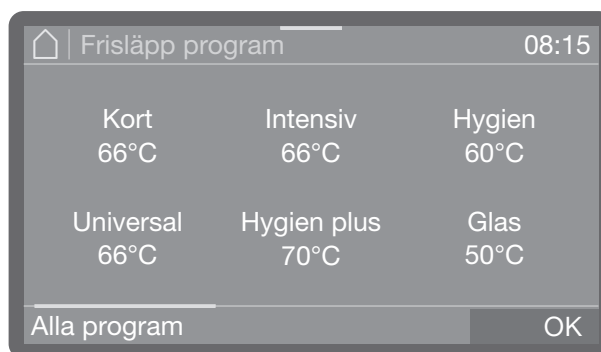 Frisläpp program 08:15
Kort Intensiv Hygien
66°C 66°C 60°C
Universal Hygien plus Glas
66°C 70°C 50°C
Alla program OK